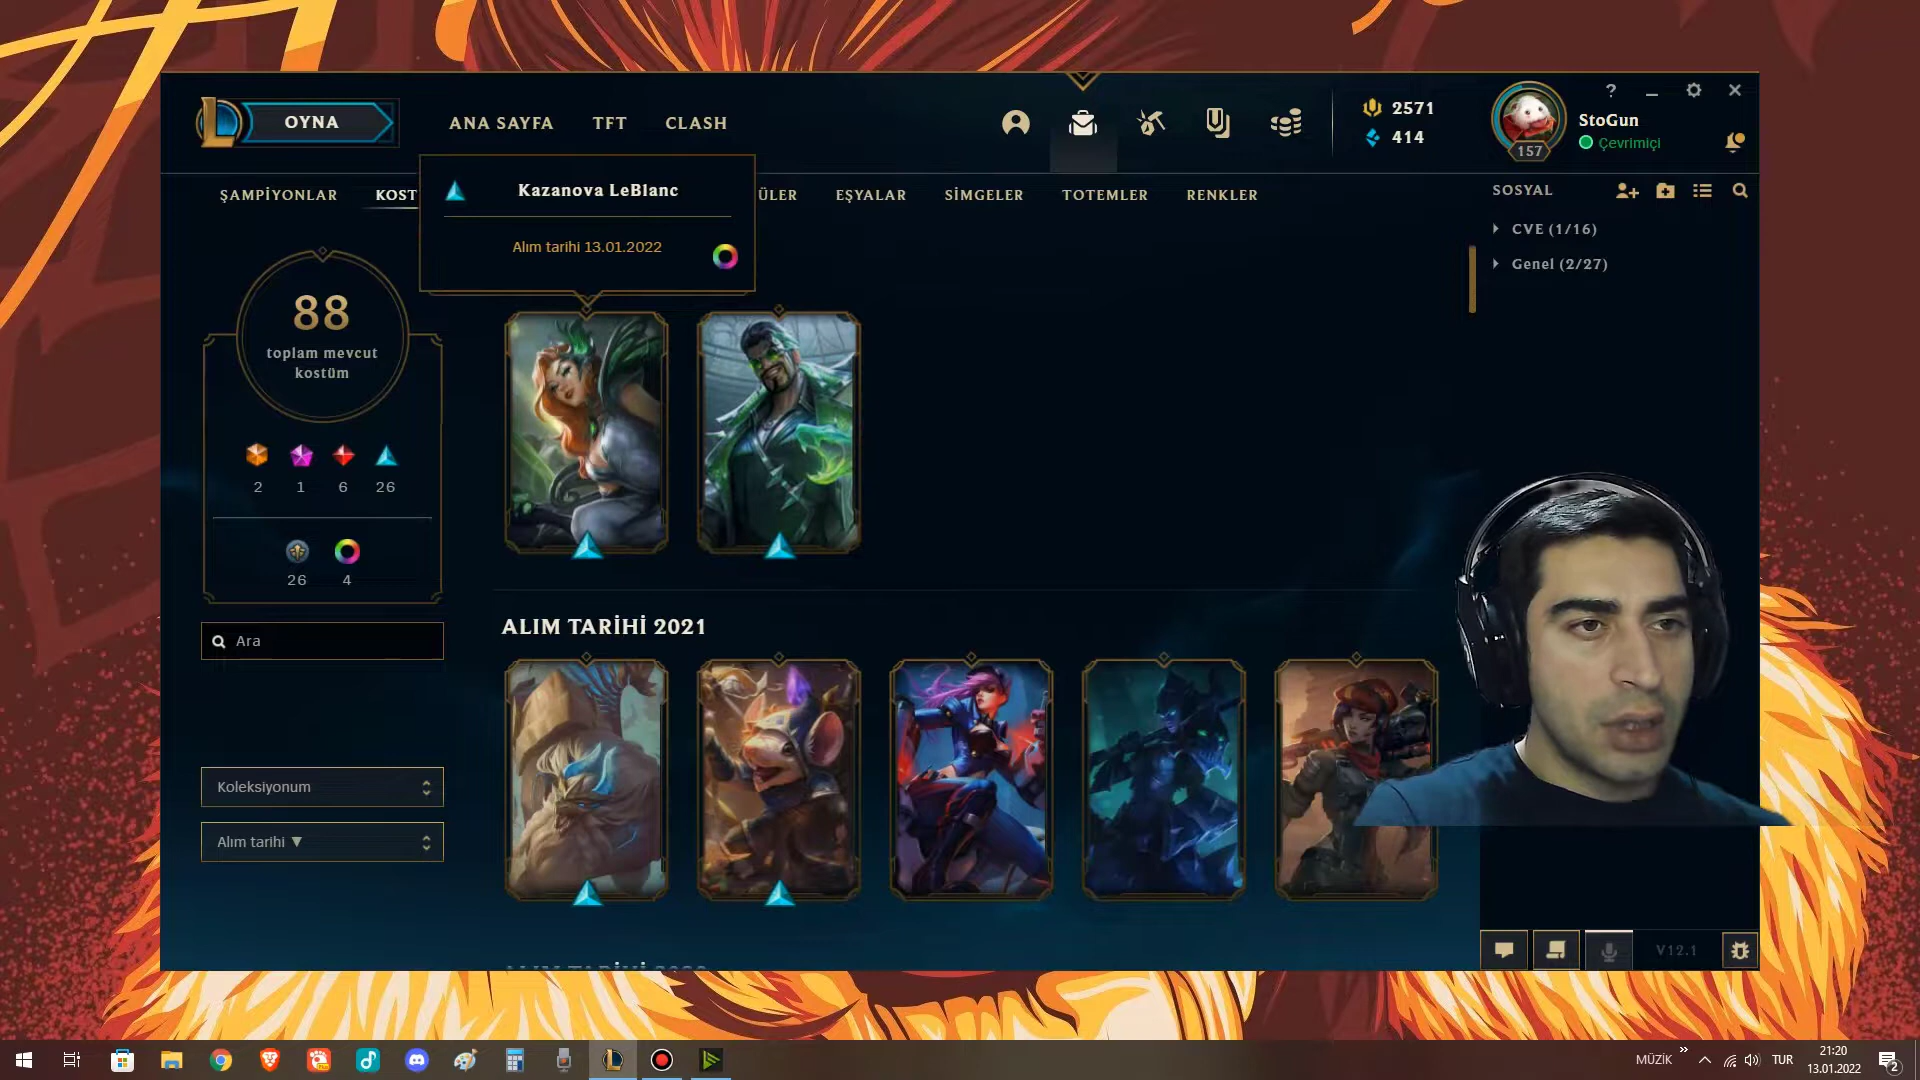 OYNA
ANA SAYFA
TFT
CLASH
2571
414
157
StoGun
Çevrimiçi
ŞAMPİYONLAR
KOST
ÜLER
EŞYALAR
SİMGELER
TOTEMLER
RENKLER
Kazanova LeBlanc
Alım tarihi 13.01.2022
SOSYAL
CVE (1/16)
Genel (2/27)
88
toplam mevcut
kostüm
2
1
6
26
26
4
Ara
Koleksiyonum
Alım tarihi ▼
ALIM TARİHİ 2021
V12.1
MÜZİK
TUR
21:20
13.01.2022
2